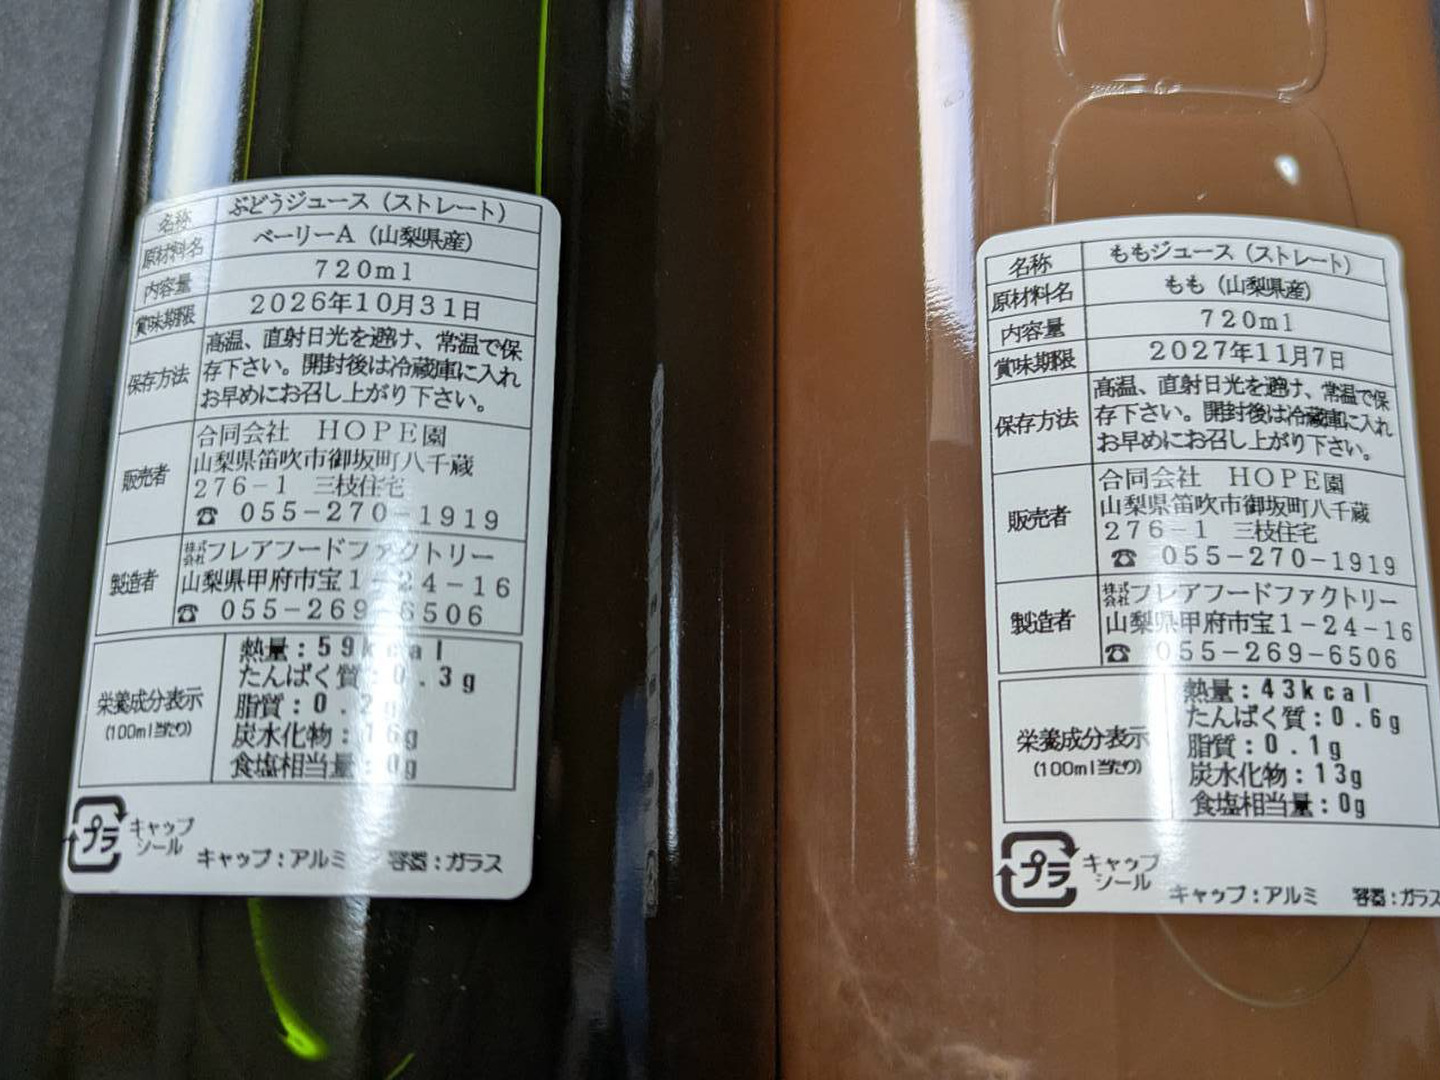 名称 ぶどうジュース（ストレート）
原材料名 ベーリーA（山梨県産）
内容量 720ml
賞味期限 2026年10月31日
保存方法 高温、直射日光を避け、常温で保
存下さい。開封後は冷蔵庫に入れ
お早めにお召し上がり下さい。
販売者 合同会社 HOPE園
山梨県笛吹市御坂町八千蔵
276-1 三枝住宅
☎ 055-270-1919
製造者 株式会社フレアフードファクトリー
山梨県甲府市宝1-24-16
☎ 055-269-6506
栄養成分表示
(100ml当たり)
熱量：59kcal
たんぱく質：0.3g
脂質：0.2g
炭水化物：16g
食塩相当量：0g
プラ キャップ
シール
キャップ：アルミ 容器：ガラス
名称 ももジュース（ストレート）
原材料名 もも（山梨県産）
内容量 720ml
賞味期限 2027年11月7日
保存方法 高温、直射日光を避け、常温で保
存下さい。開封後は冷蔵庫に入れ
お早めにお召し上がり下さい。
販売者 合同会社 HOPE園
山梨県笛吹市御坂町八千蔵
276-1 三枝住宅
☎ 055-270-1919
製造者 株式会社フレアフードファクトリー
山梨県甲府市宝1-24-16
☎ 055-269-6506
栄養成分表示
(100ml当たり)
熱量：43kcal
たんぱく質：0.6g
脂質：0.1g
炭水化物：13g
食塩相当量：0g
プラ キャップ
シール
キャップ：アルミ 容器：ガラス